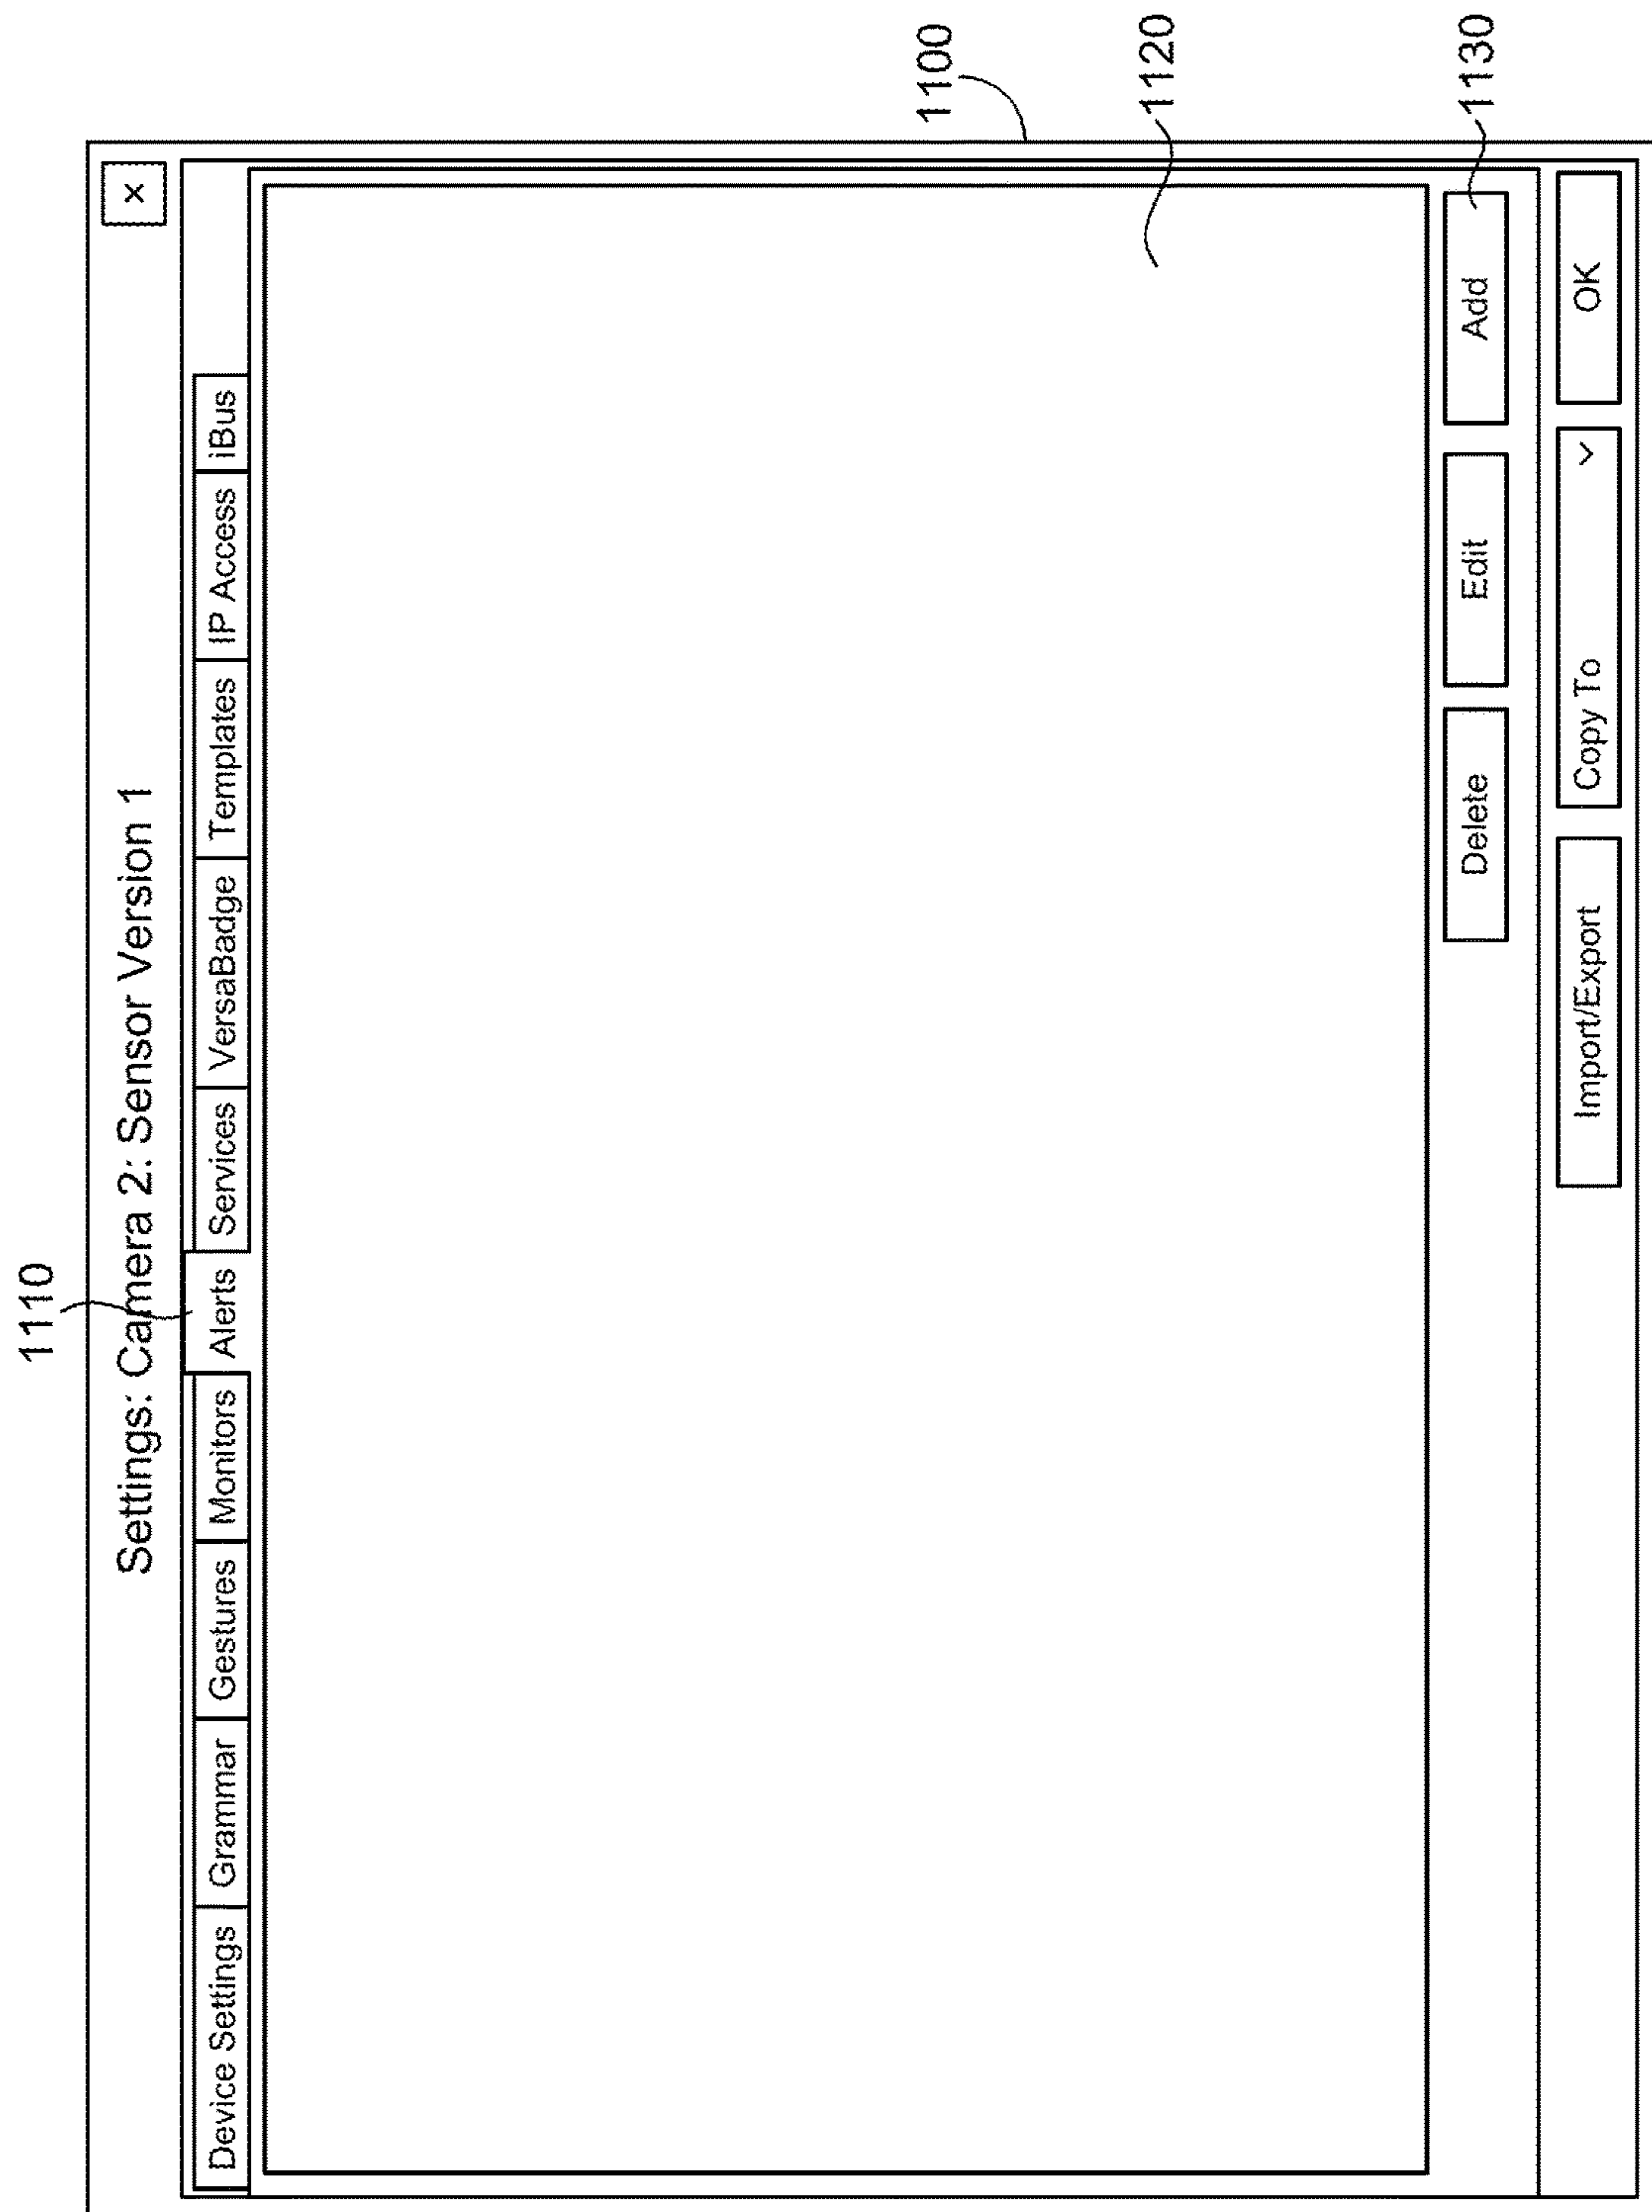 1110
Settings: Camera 2: Sensor Version 1
×
Device Settings Grammar Gestures Monitors Alerts Services VersaBadge Templates IP Access iBus
1100
1120
Delete Edit Add
1130
Import/Export Copy To OK